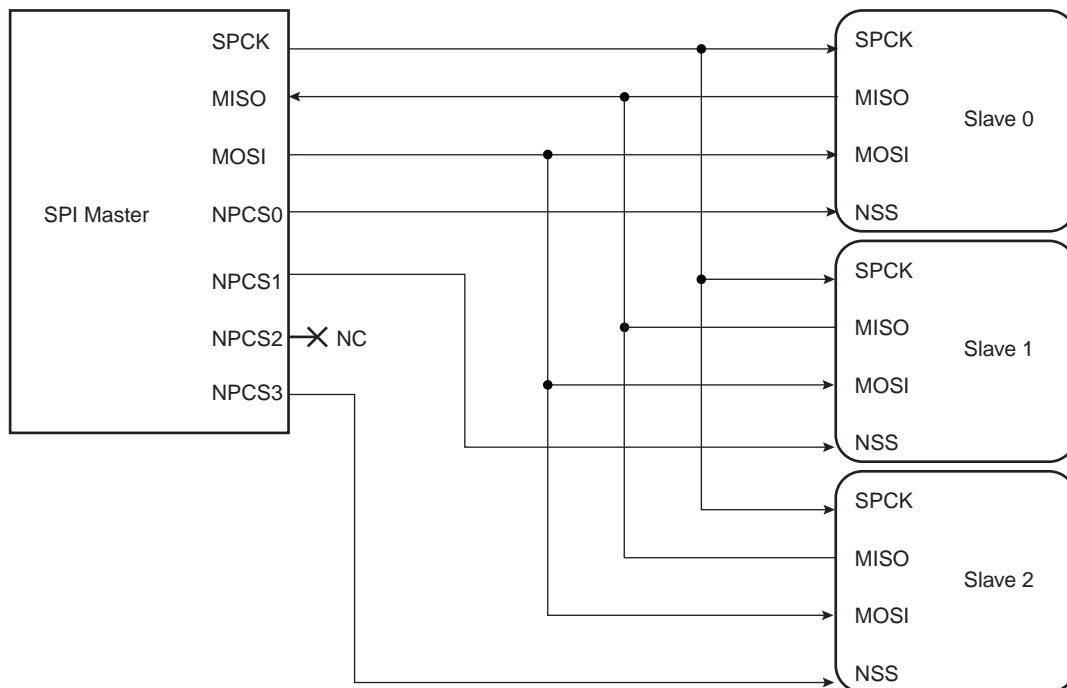 SPI Master
SPCK
MISO
MOSI
NPCS0
NPCS1
NPCS2
NC
NPCS3
SPCK
MISO
Slave 0
MOSI
NSS
SPCK
MISO
Slave 1
MOSI
NSS
SPCK
MISO
Slave 2
MOSI
NSS